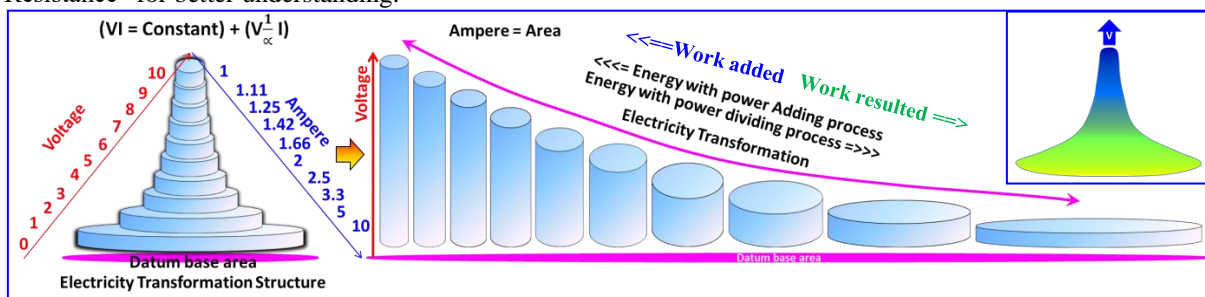 Resistance" for better understanding.
(VI = Constant) + (V 1/∝ I)
Voltage
0
1
2
3
4
5
6
7
8
9
10
Ampere
1
1.11
1.25
1.42
1.66
2
2.5
3.3
5
10
Datum base area
Electricity Transformation Structure
Voltage
Ampere = Area
<<==Work added Work resulted ==>
<<<= Energy with power Adding process
Energy with power dividing process =>>>
Electricity Transformation
Datum base area
V